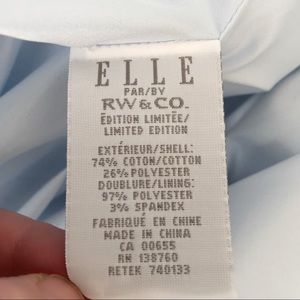 ELLE
PAR/BY
RW&CO.
ÉDITION LIMITÉE/
LIMITED EDITION
EXTÉRIEUR/SHELL:
74% COTON/COTTON
26% POLYESTER
DOUBLURE/LINING:
97% POLYESTER
3% SPANDEX
FABRIQUÉ EN CHINE
MADE IN CHINA
CA 00655
RN 138760
RETEK 740133